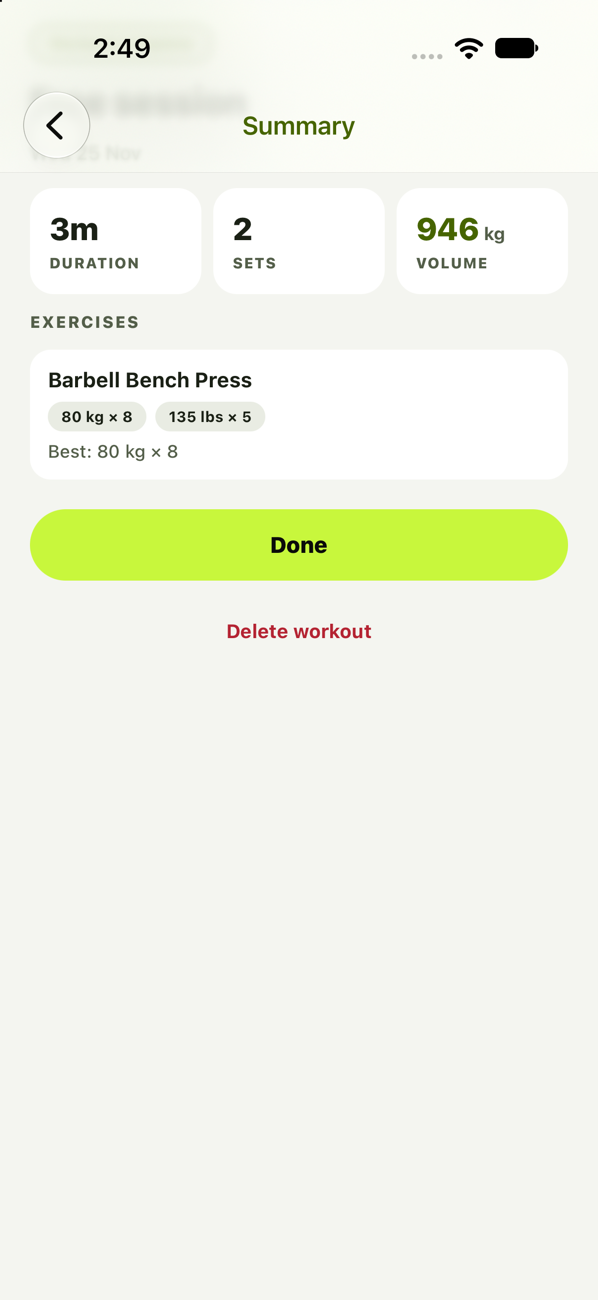 2:49
Summary
3m
DURATION
2
SETS
946 kg
VOLUME
EXERCISES
Barbell Bench Press
80 kg × 8
135 lbs × 5
Best: 80 kg × 8
Done
Delete workout